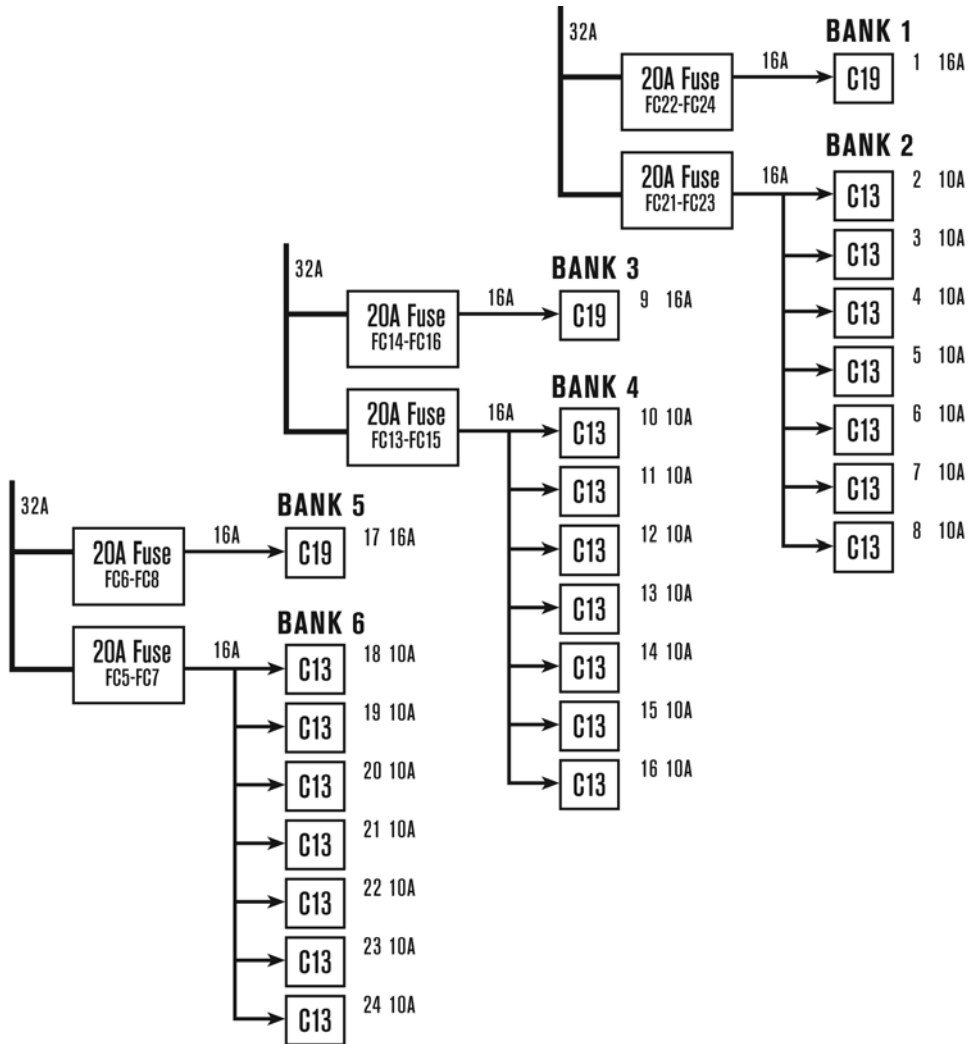 32A
BANK 1
20A Fuse
FC22-FC24
16A
C19
1 16A
BANK 2
20A Fuse
FC21-FC23
16A
C13
2 10A
C13
3 10A
C13
4 10A
C13
5 10A
C13
6 10A
C13
7 10A
C13
8 10A
32A
BANK 3
20A Fuse
FC14-FC16
16A
C19
9 16A
BANK 4
20A Fuse
FC13-FC15
16A
C13
10 10A
C13
11 10A
C13
12 10A
C13
13 10A
C13
14 10A
C13
15 10A
C13
16 10A
32A
BANK 5
20A Fuse
FC6-FC8
16A
C19
17 16A
BANK 6
20A Fuse
FC5-FC7
16A
C13
18 10A
C13
19 10A
C13
20 10A
C13
21 10A
C13
22 10A
C13
23 10A
C13
24 10A